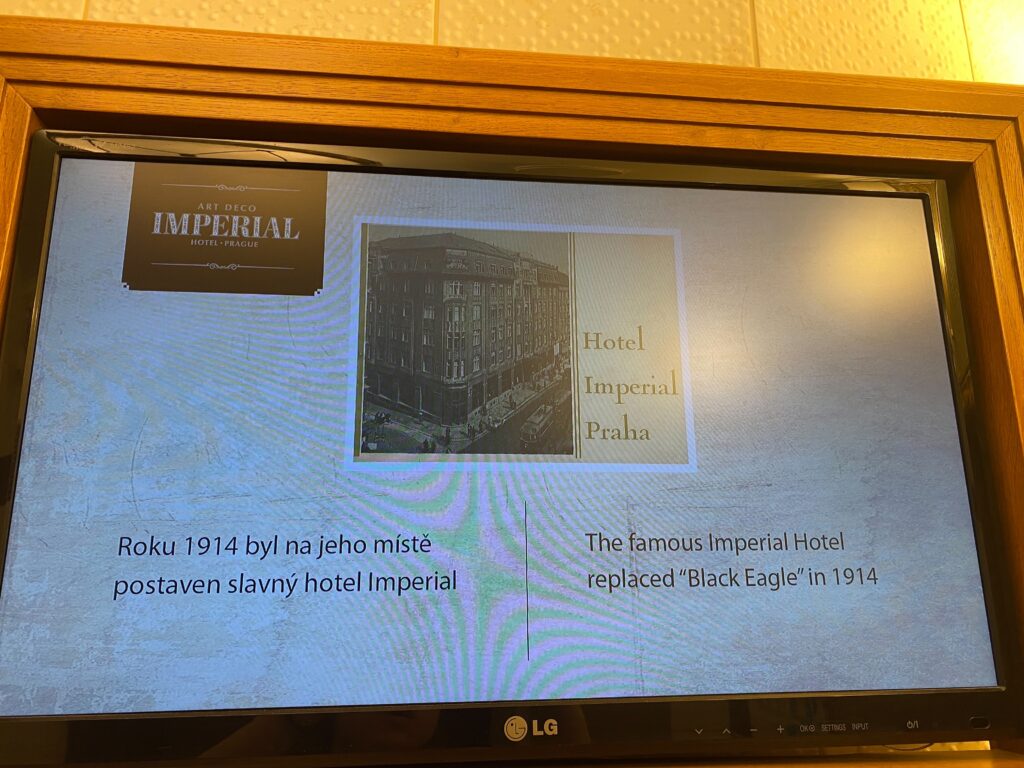 ART DECO
IMPERIAL
HOTEL • PRAGUE
Hotel
Imperial
Praha
Roku 1914 byl na jeho místě
postaven slavný hotel Imperial
The famous Imperial Hotel
replaced “Black Eagle” in 1914
LG
OK
SETTINGS
INPUT